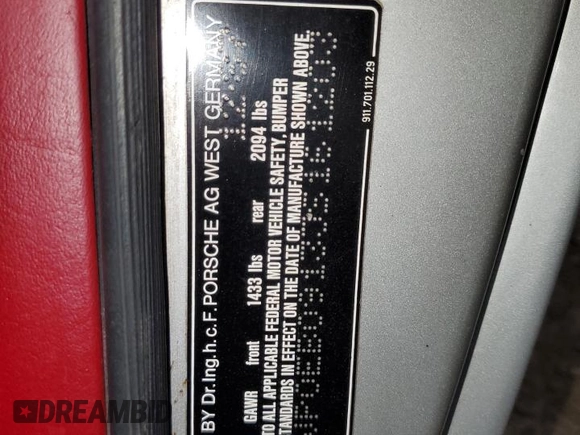 BY Dr.Ing.h.c.F.PORSCHE AG WEST GERMANY
GAWR front 1433 lbs rear 2094 lbs
TO ALL APPLICABLE FEDERAL MOTOR VEHICLE SAFETY, BUMPER
STANDARDS IN EFFECT ON THE DATE OF MANUFACTURE SHOWN ABOVE.
911.701.112.29
DREAMBID